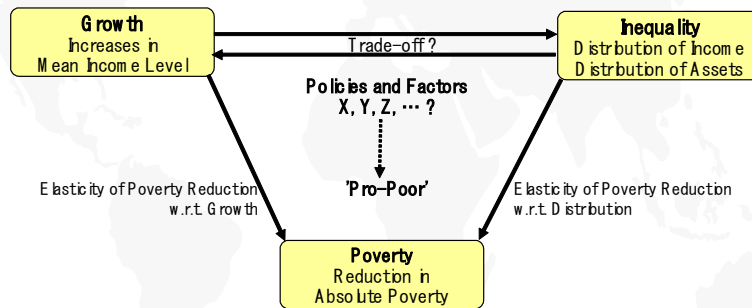 Growth
Increases in
Mean Income Level
Inequality
Distribution of Income
Distribution of Assets
Trade-off ?
Policies and Factors
X, Y, Z, ··· ?
'Pro-Poor'
Elasticity of Poverty Reduction
w.r.t. Growth
Elasticity of Poverty Reduction
w.r.t. Distribution
Poverty
Reduction in
Absolute Poverty